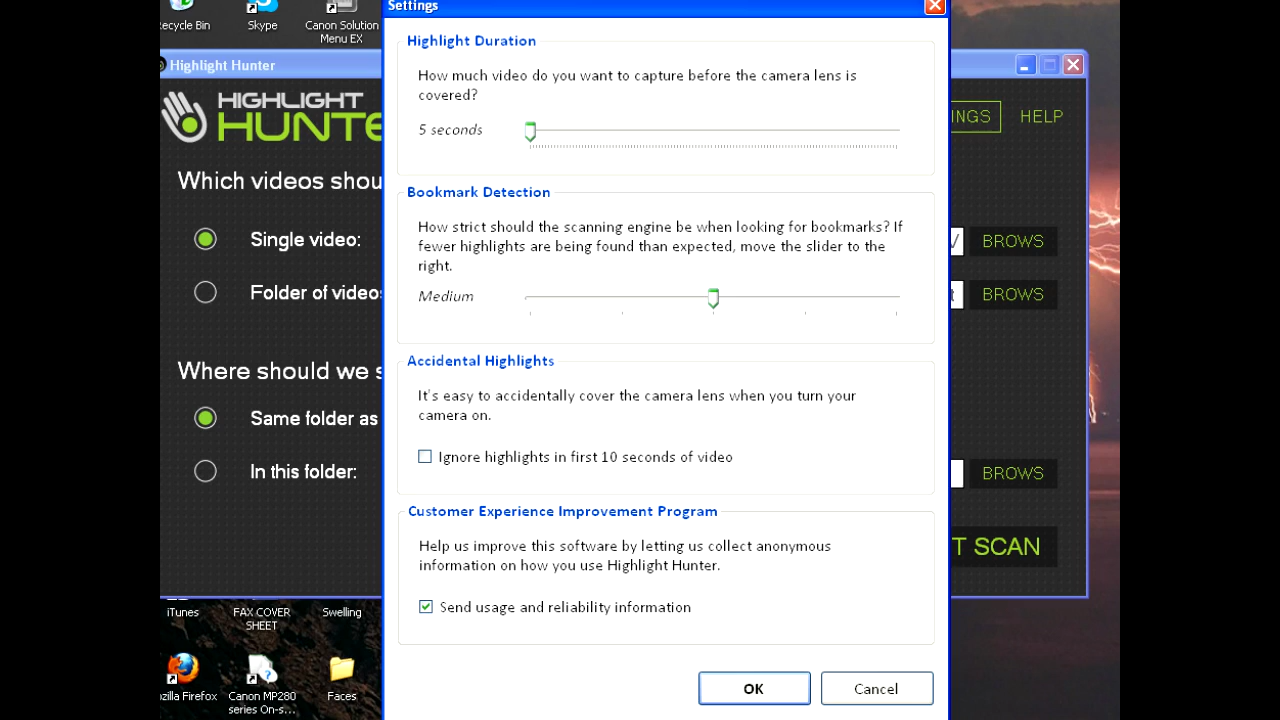 Settings
ecycle Bin
Skype
Canon Solution
Menu EX
Highlight Hunter
HIGHLIGHT
HUNTE
INGS
HELP
Highlight Duration
How much video do you want to capture before the camera lens is
covered?
5 seconds
Which videos shou
Bookmark Detection
How strict should the scanning engine be when looking for bookmarks? If
fewer highlights are being found than expected, move the slider to the
right.
Medium
Single video:
BROWS
Folder of videos
BROWS
Accidental Highlights
It's easy to accidentally cover the camera lens when you turn your
camera on.
Ignore highlights in first 10 seconds of video
Where should we s
Same folder as
In this folder:
BROWS
Customer Experience Improvement Program
Help us improve this software by letting us collect anonymous
information on how you use Highlight Hunter.
Send usage and reliability information
T SCAN
iTunes
FAX COVER
SHEET
Swelling
zilla Firefox
Canon MP280
series On-s...
Faces
OK
Cancel